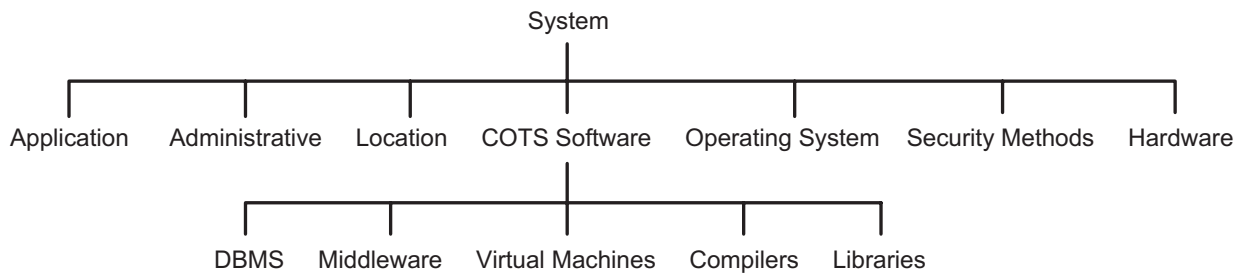 System
Application Administrative Location COTS Software Operating System Security Methods Hardware
DBMS Middleware Virtual Machines Compilers Libraries